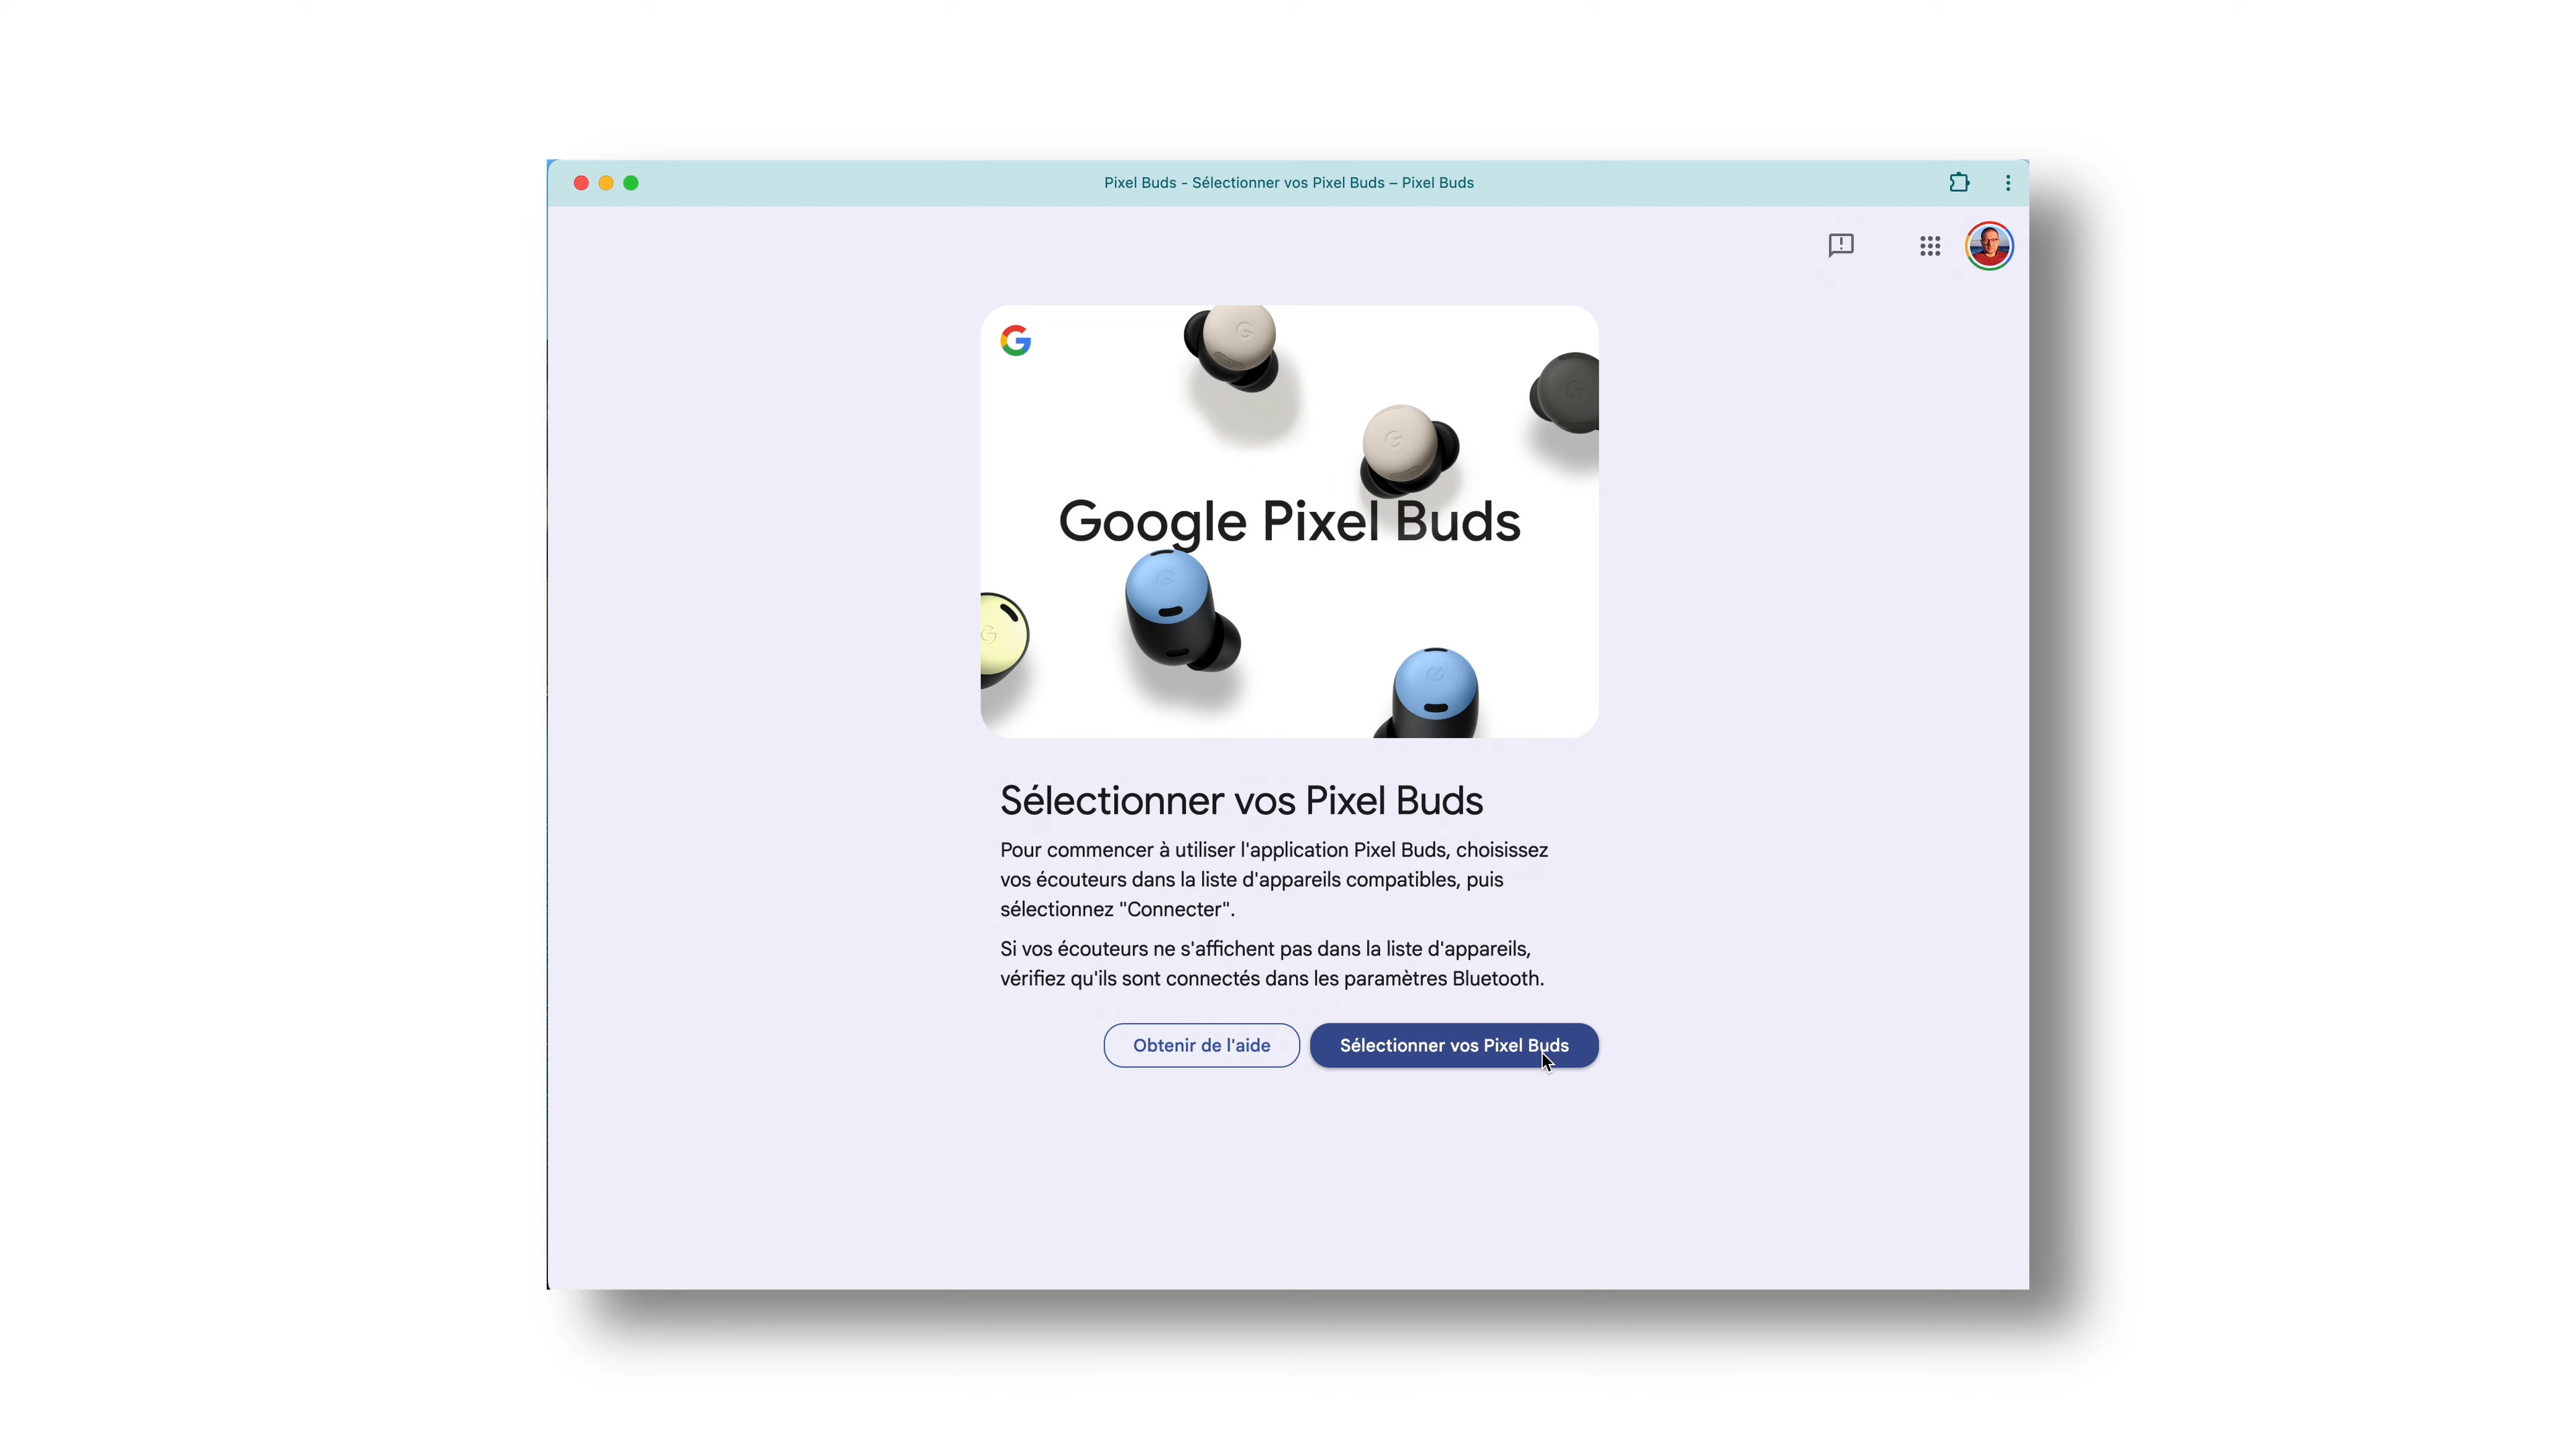 Pixel Buds - Sélectionner vos Pixel Buds – Pixel Buds
Google Pixel Buds
Sélectionner vos Pixel Buds
Pour commencer à utiliser l'application Pixel Buds, choisissez
vos écouteurs dans la liste d'appareils compatibles, puis
sélectionnez "Connecter".
Si vos écouteurs ne s'affichent pas dans la liste d'appareils,
vérifiez qu'ils sont connectés dans les paramètres Bluetooth.
Obtenir de l'aide
Sélectionner vos Pixel Buds